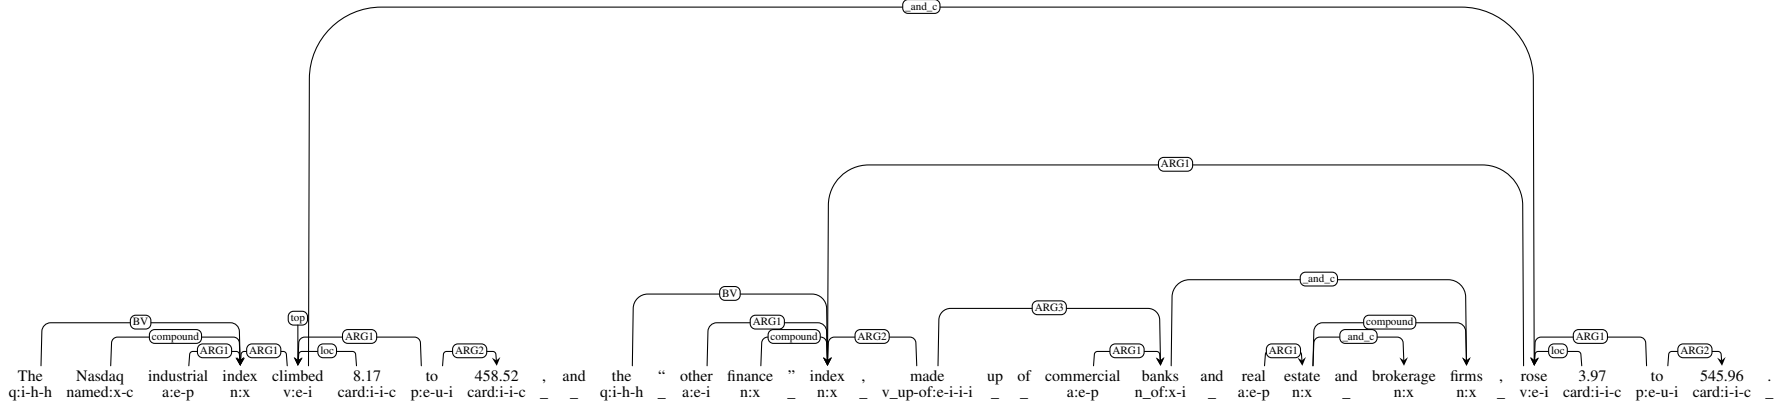 _and_c
ARG1
_and_c
BV
ARG3
top
BV ARG1
compound ARG1 compound ARG2 compound _and_c ARG1
ARG1 ARG1 loc ARG2 ARG1 ARG1 loc ARG2
The Nasdaq industrial index climbed 8.17 to 458.52 , and the “ other finance ” index , made up of commercial banks and real estate and brokerage firms , rose 3.97 to 545.96 .
q:i-h-h named:x-c a:e-p n:x v:e-i card:i-i-c p:e-u-i card:i-i-c _ _ q:i-h-h _ a:e-i n:x _ n:x _ v_up-of:e-i-i-i _ _ a:e-p n_of:x-i _ a:e-p n:x _ n:x n:x _ v:e-i card:i-i-c p:e-u-i card:i-i-c _